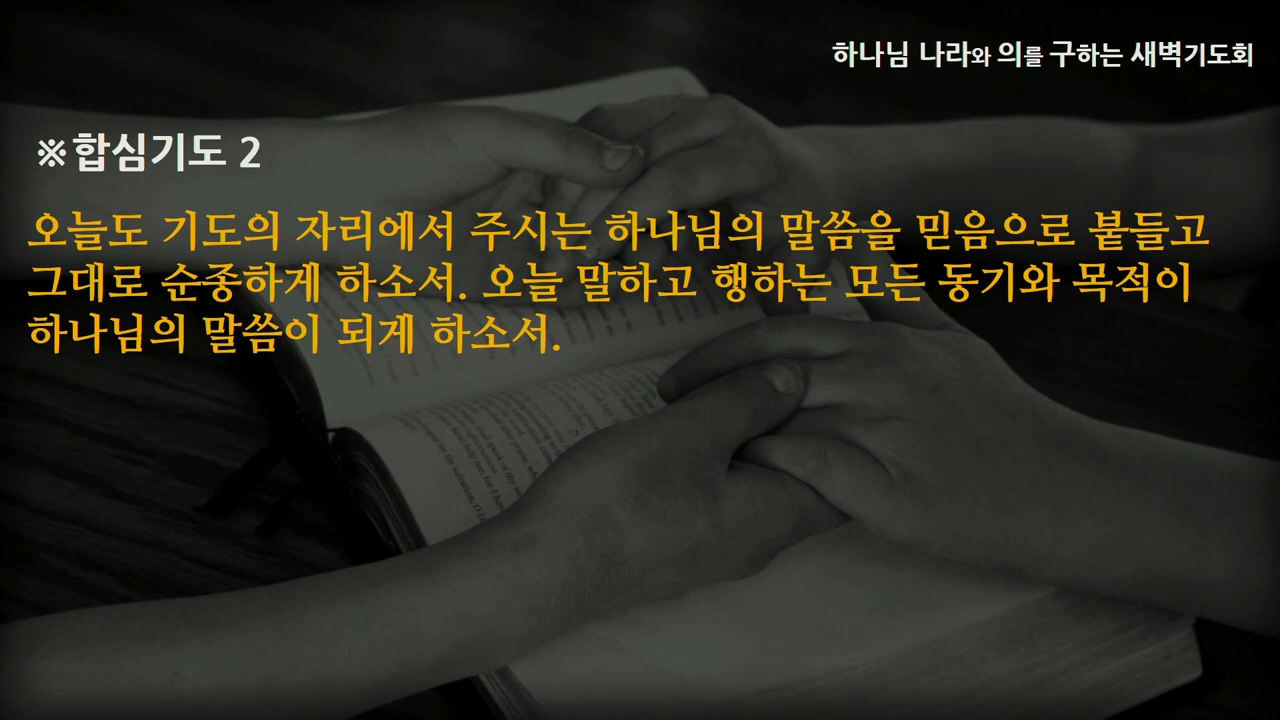 하나님 나라와 의를 구하는 새벽기도회
※합심기도 2
오늘도 기도의 자리에서 주시는 하나님의 말씀을 믿음으로 붙들고
그대로 순종하게 하소서. 오늘 말하고 행하는 모든 동기와 목적이
하나님의 말씀이 되게 하소서.